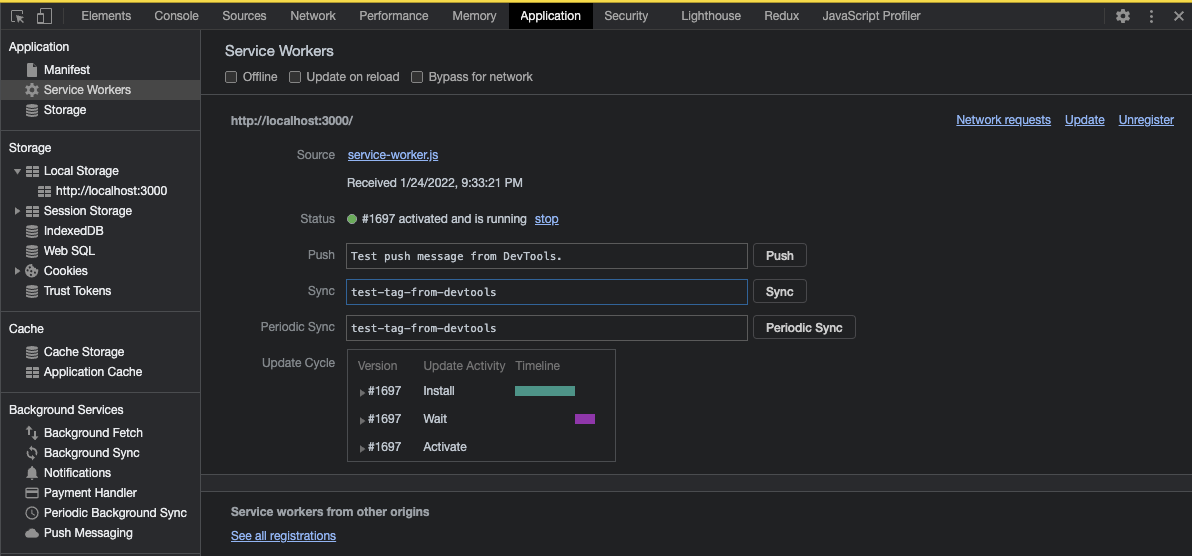 Elements Console Sources Network Performance Memory Application Security Lighthouse Redux JavaScript Profiler
Application
Manifest
Service Workers
Storage
Storage
Local Storage
http://localhost:3000
Session Storage
IndexedDB
Web SQL
Cookies
Trust Tokens
Cache
Cache Storage
Application Cache
Background Services
Background Fetch
Background Sync
Notifications
Payment Handler
Periodic Background Sync
Push Messaging
Service Workers
Offline Update on reload Bypass for network
http://localhost:3000/ Network requests Update Unregister
Source service-worker.js
Received 1/24/2022, 9:33:21 PM
Status #1697 activated and is running stop
Push Test push message from DevTools. Push
Sync test-tag-from-devtools Sync
Periodic Sync test-tag-from-devtools Periodic Sync
Update Cycle Version Update Activity Timeline
#1697 Install
#1697 Wait
#1697 Activate
Service workers from other origins
See all registrations